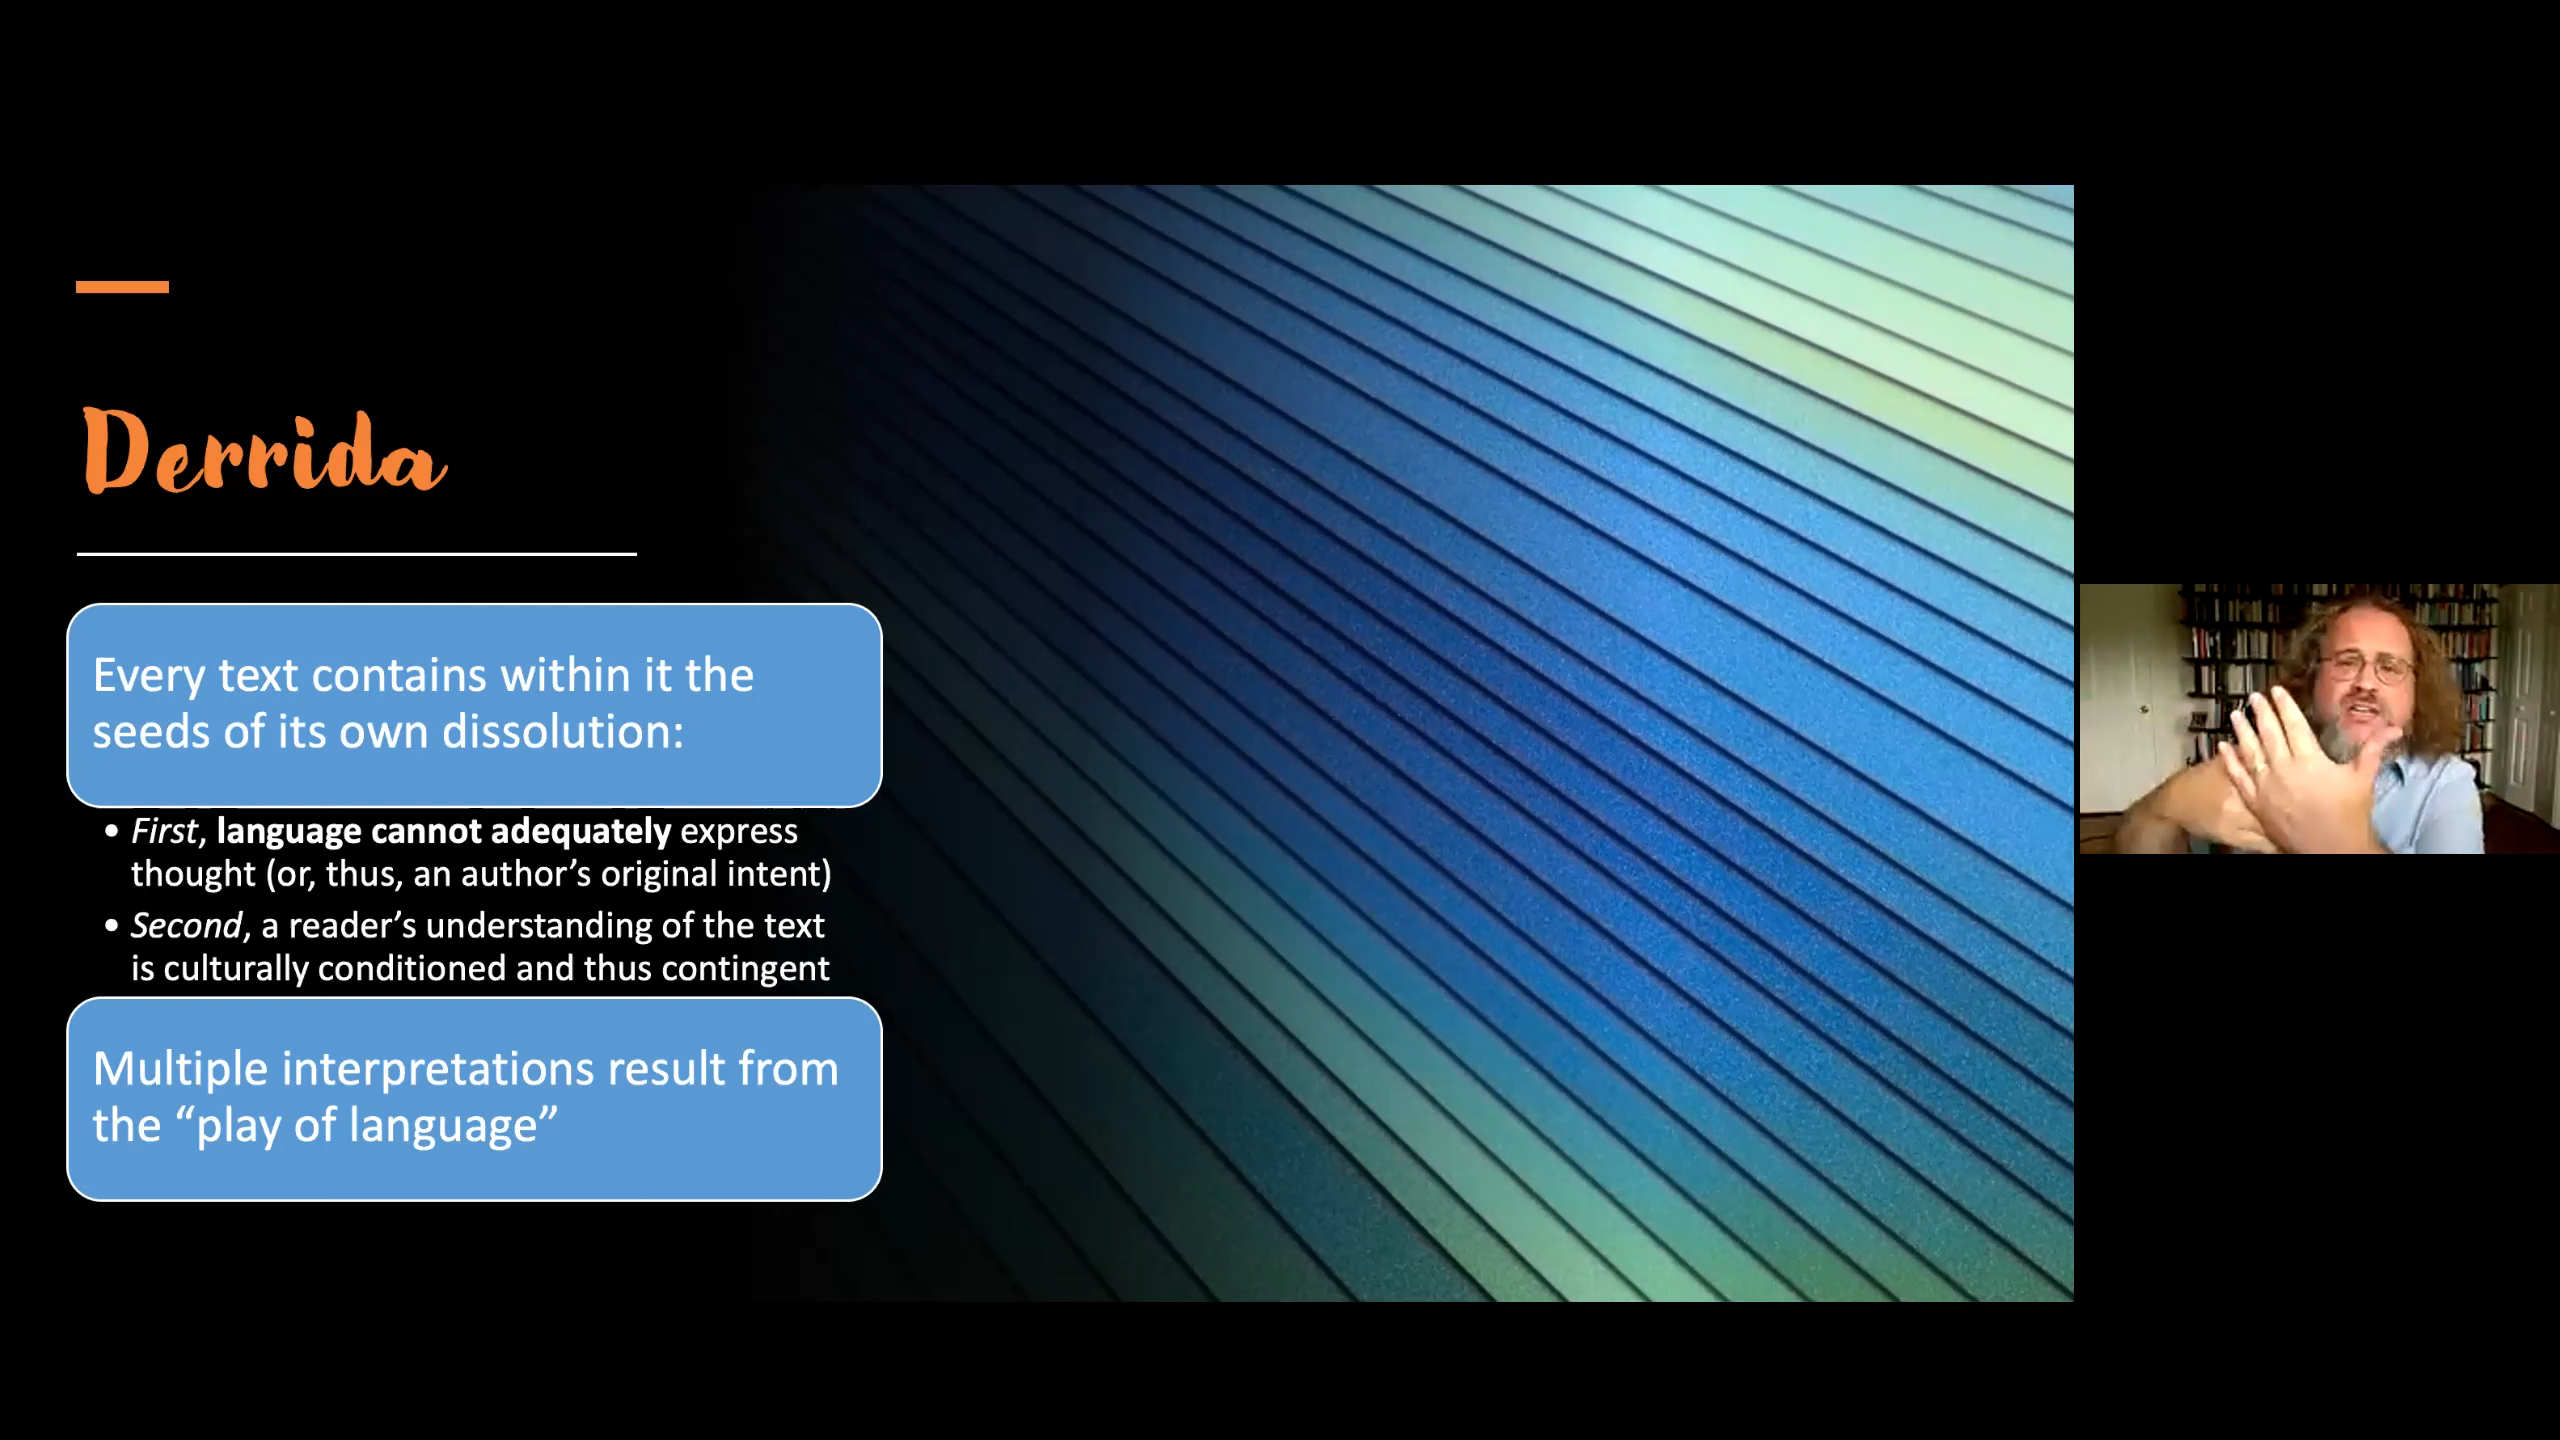 Derrida
Every text contains within it the
seeds of its own dissolution:
• First, language cannot adequately express
thought (or, thus, an author’s original intent)
• Second, a reader’s understanding of the text
is culturally conditioned and thus contingent
Multiple interpretations result from
the “play of language”